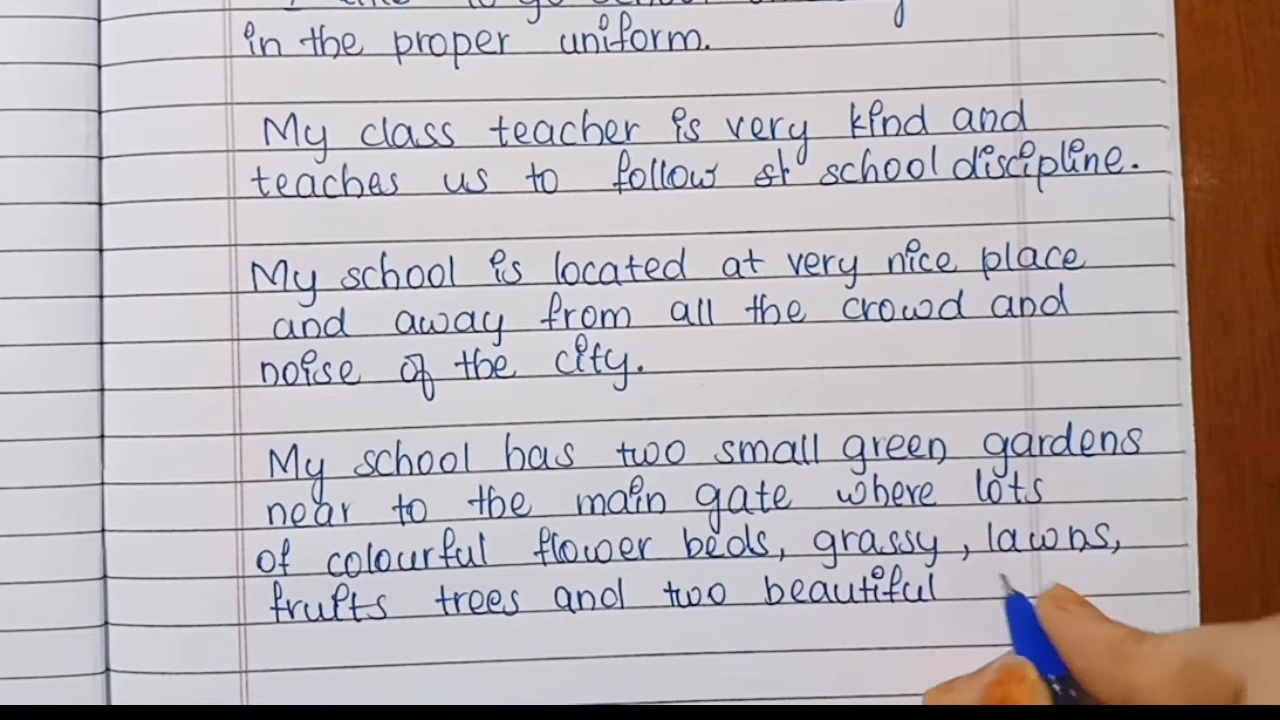 in the proper uniform.
My class teacher is very kind and
teaches us to follow st school discipline.
My school is located at very nice place
and away from all the crowd and
noise of the city.
My school has two small green gardens
near to the main gate where lots
of colourful flower beds, grassy, lawns,
fruits trees and two beautiful